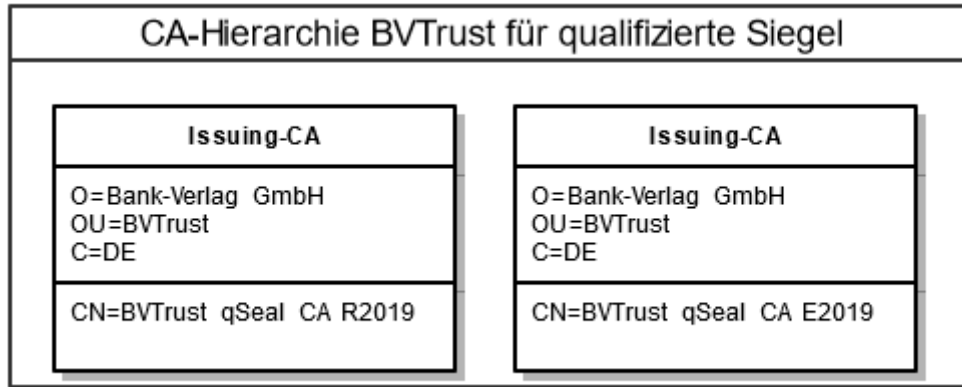 CA-Hierarchie BVTrust für qualifizierte Siegel
Issuing-CA
O=Bank-Verlag GmbH
OU=BVTrust
C=DE
CN=BVTrust qSeal CA R2019
Issuing-CA
O=Bank-Verlag GmbH
OU=BVTrust
C=DE
CN=BVTrust qSeal CA E2019